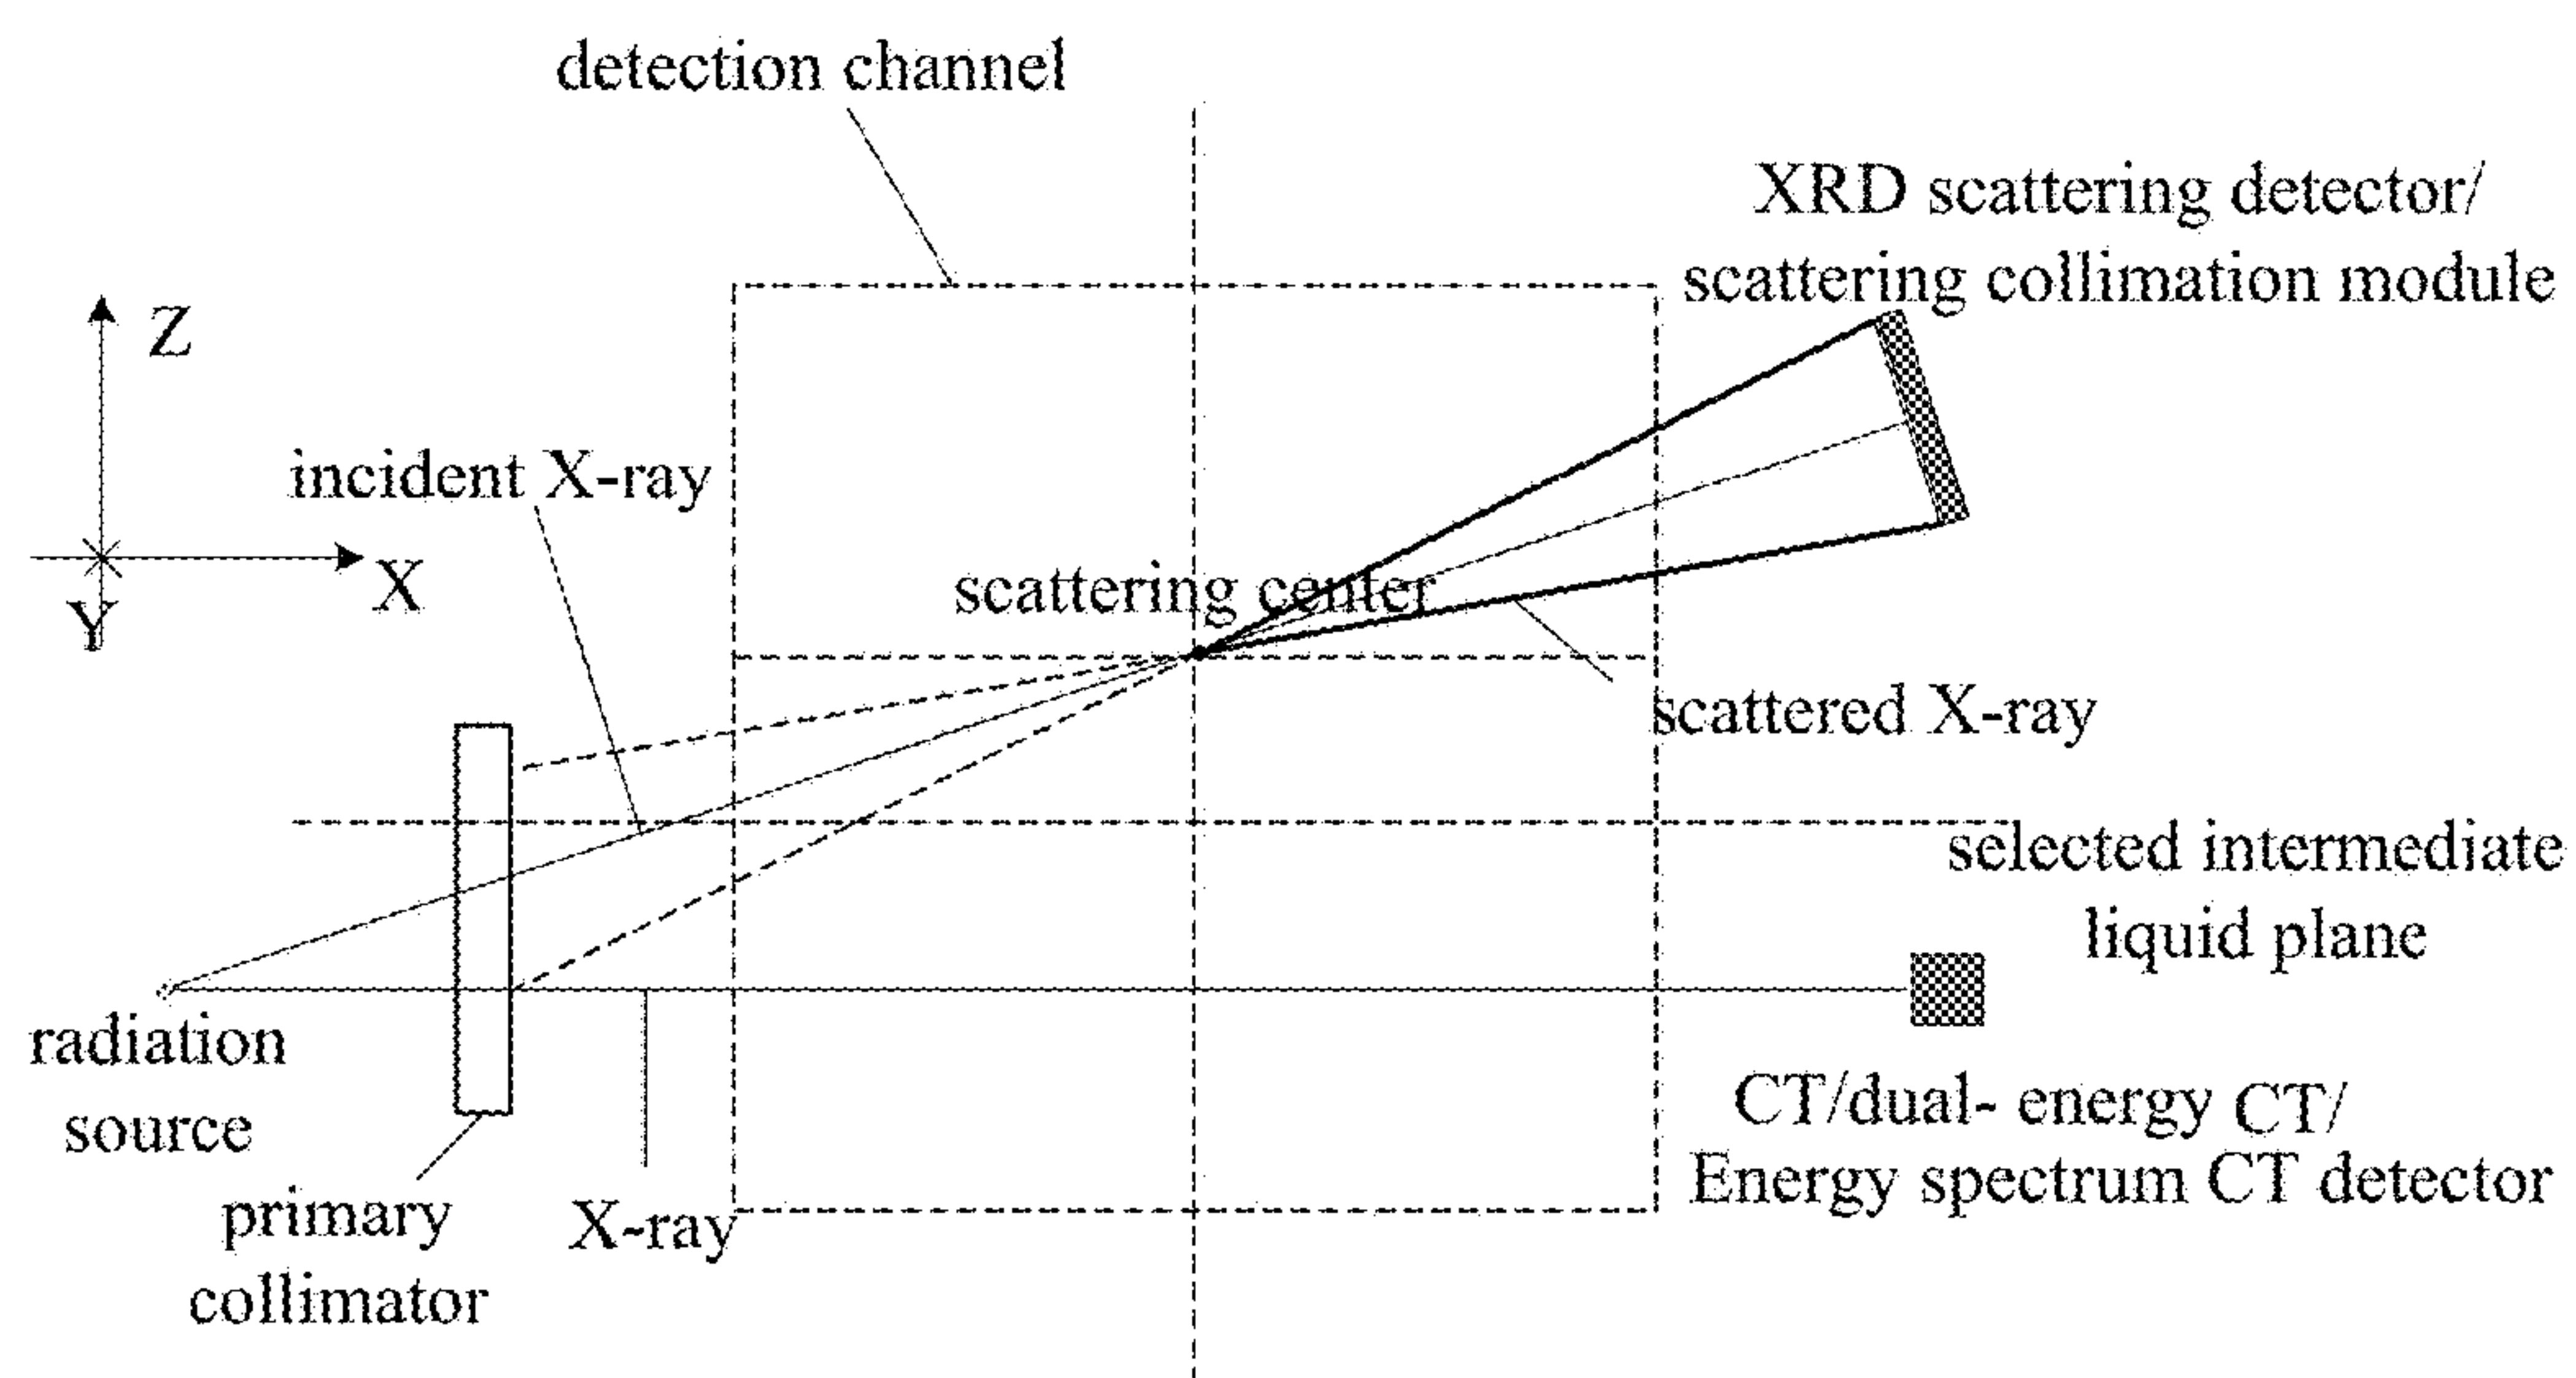 detection channel
XRD scattering detector/
scattering collimation module
Z
incident X-ray
X
Y
scattering center
scattered X-ray
selected intermediate
liquid plane
radiation
source
CT/dual- energy CT/
Energy spectrum CT detector
primary
collimator
X-ray